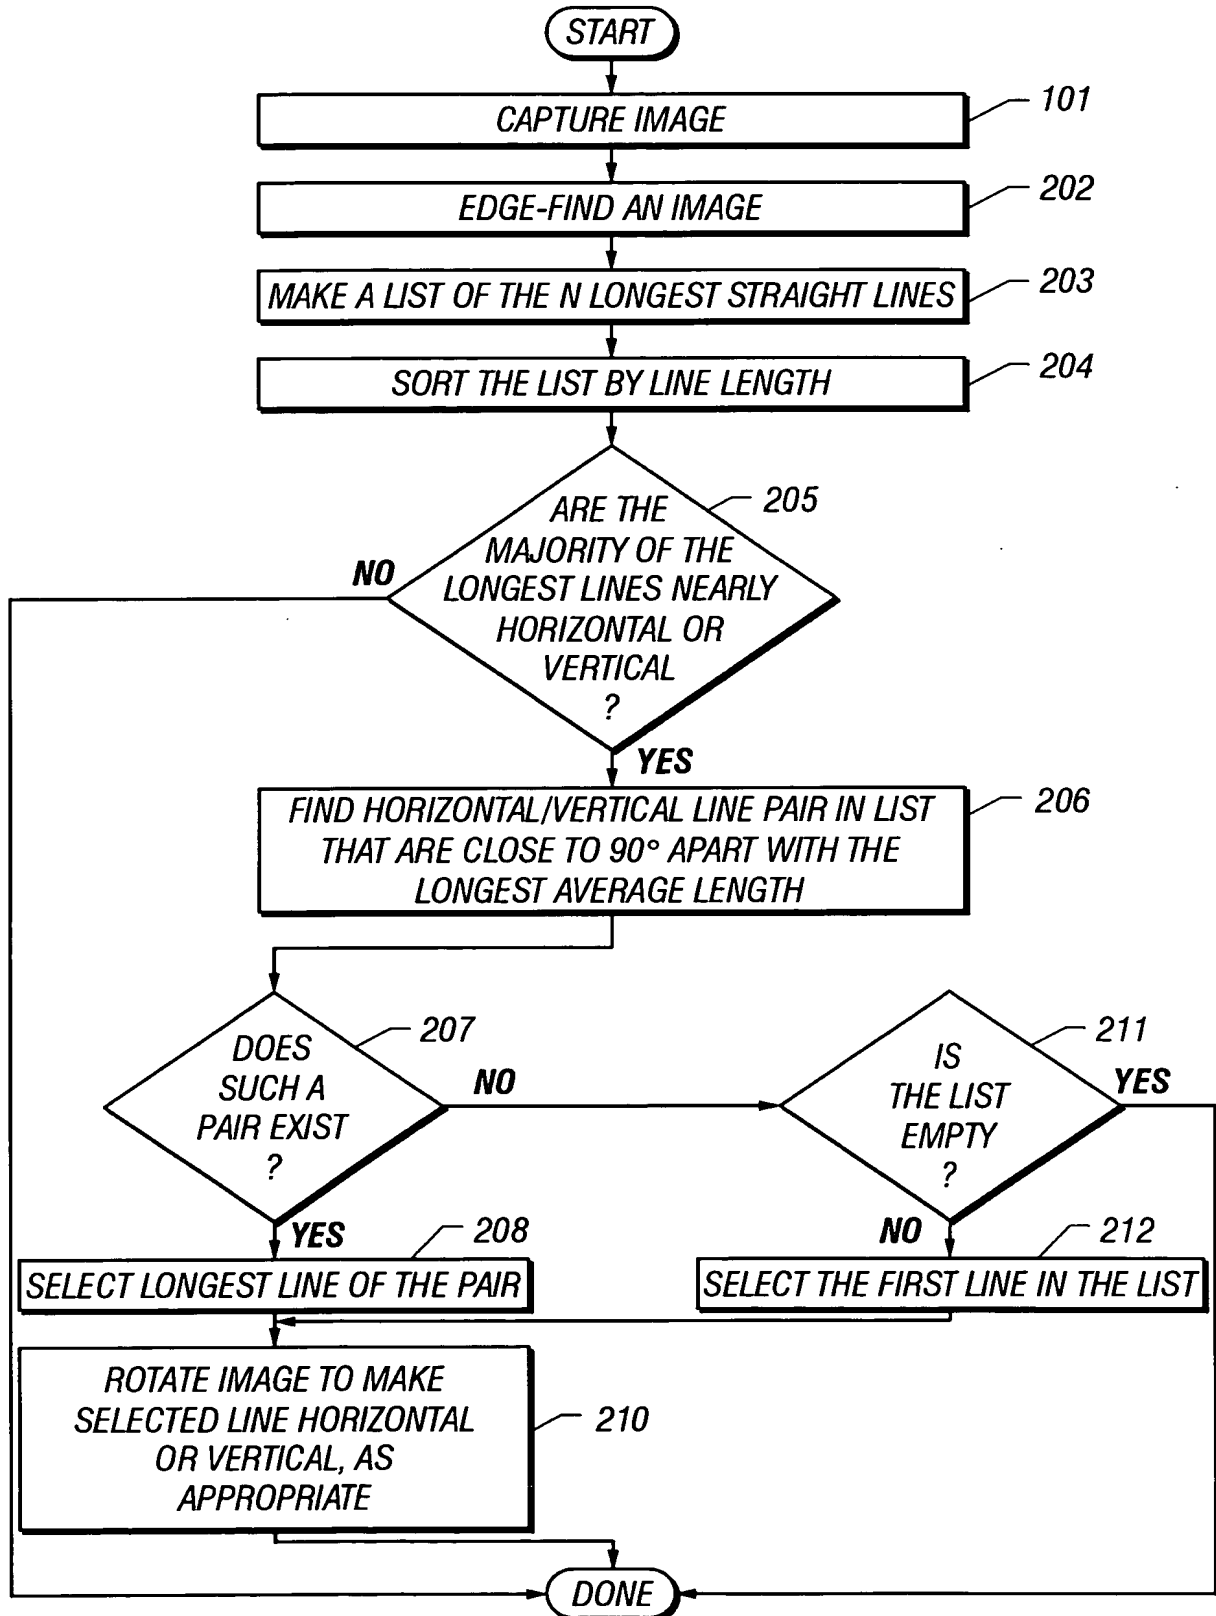 START
CAPTURE IMAGE
101
EDGE-FIND AN IMAGE
202
MAKE A LIST OF THE N LONGEST STRAIGHT LINES
203
SORT THE LIST BY LINE LENGTH
204
ARE THE
MAJORITY OF THE
LONGEST LINES NEARLY
HORIZONTAL OR
VERTICAL
?
205
NO
YES
FIND HORIZONTAL/VERTICAL LINE PAIR IN LIST
THAT ARE CLOSE TO 90° APART WITH THE
LONGEST AVERAGE LENGTH
206
DOES
SUCH A
PAIR EXIST
?
207
NO
YES
IS
THE LIST
EMPTY
?
211
YES
NO
SELECT LONGEST LINE OF THE PAIR
208
SELECT THE FIRST LINE IN THE LIST
212
ROTATE IMAGE TO MAKE
SELECTED LINE HORIZONTAL
OR VERTICAL, AS
APPROPRIATE
210
DONE